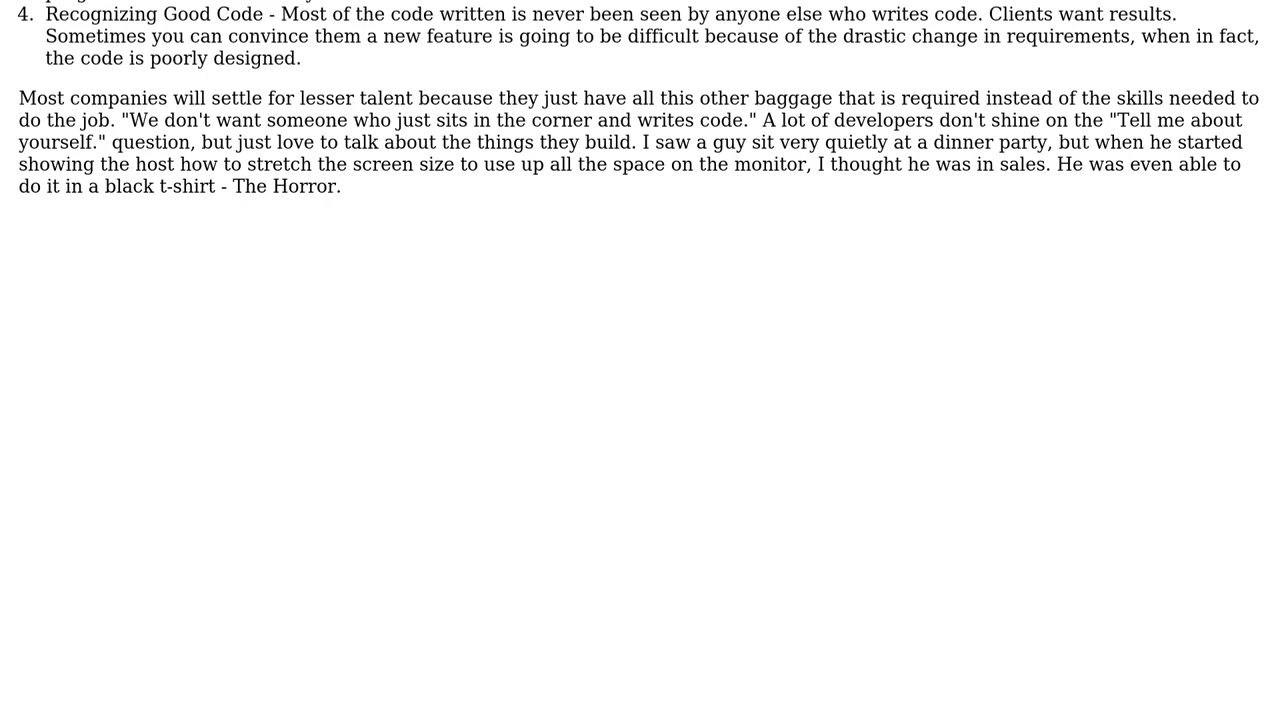 4. Recognizing Good Code - Most of the code written is never been seen by anyone else who writes code. Clients want results.
Sometimes you can convince them a new feature is going to be difficult because of the drastic change in requirements, when in fact,
the code is poorly designed.
Most companies will settle for lesser talent because they just have all this other baggage that is required instead of the skills needed to
do the job. "We don't want someone who just sits in the corner and writes code." A lot of developers don't shine on the "Tell me about
yourself." question, but just love to talk about the things they build. I saw a guy sit very quietly at a dinner party, but when he started
showing the host how to stretch the screen size to use up all the space on the monitor, I thought he was in sales. He was even able to
do it in a black t-shirt - The Horror.